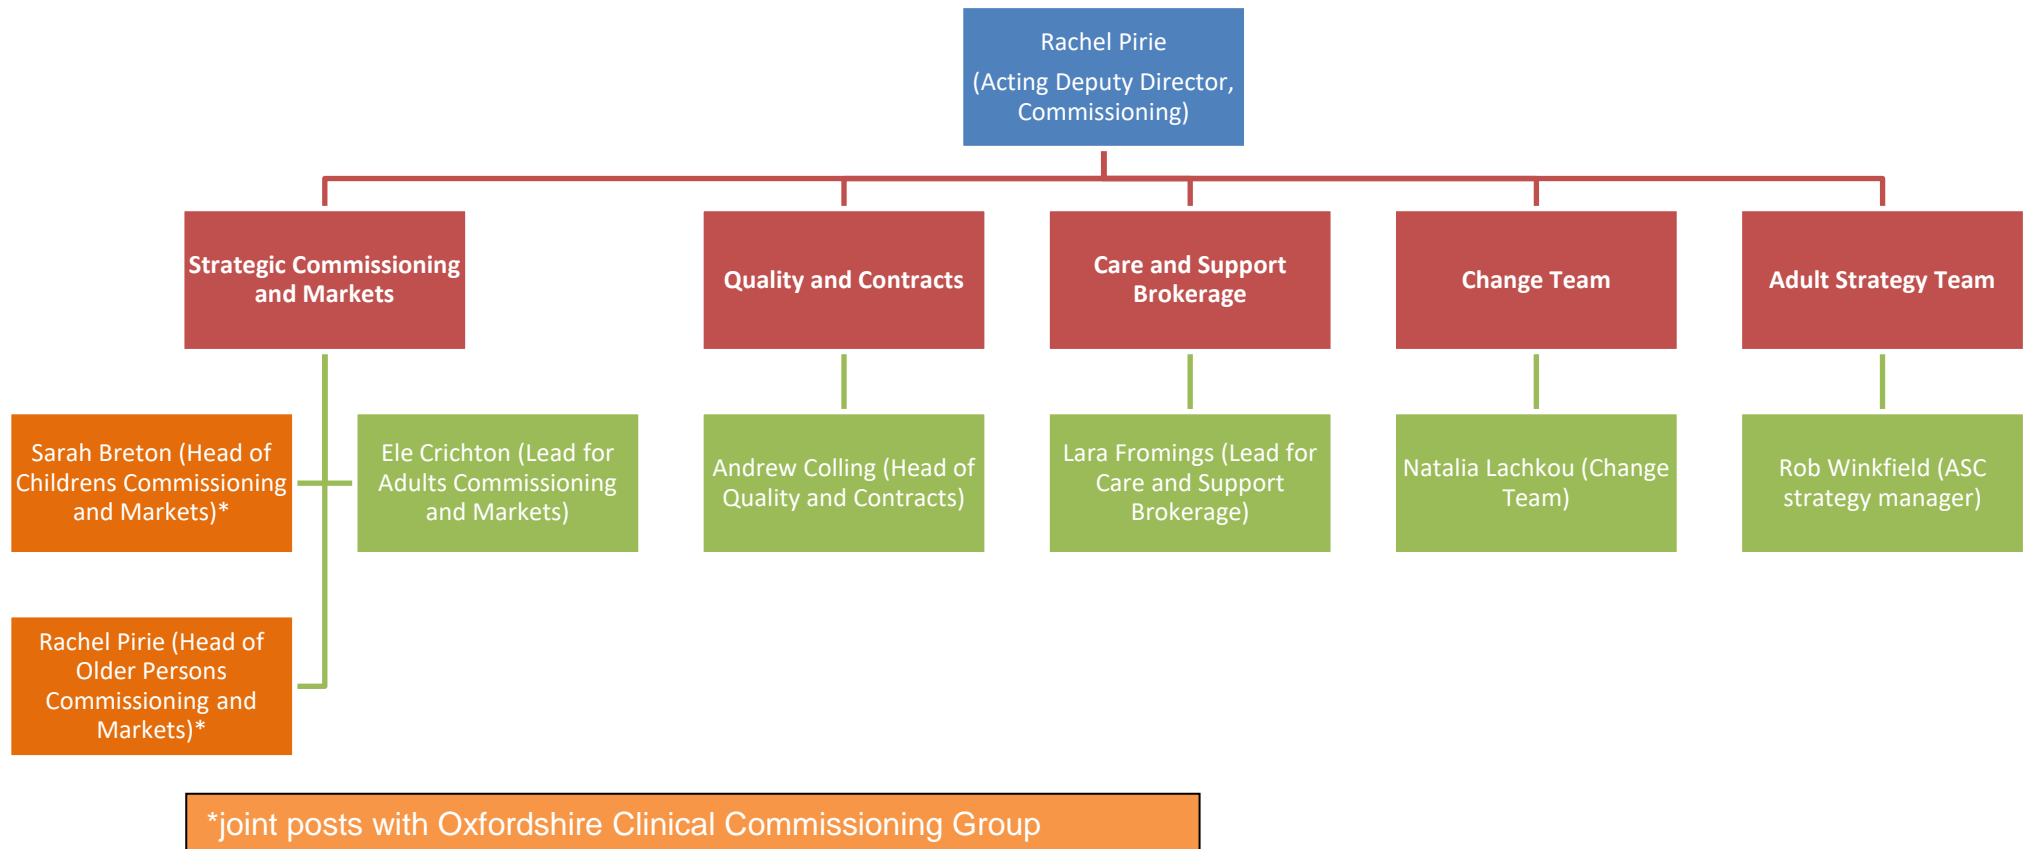 Rachel Pirie
(Acting Deputy Director,
Commissioning)
Strategic Commissioning
and Markets
Quality and Contracts
Care and Support
Brokerage
Change Team
Adult Strategy Team
Sarah Breton (Head of
Childrens Commissioning
and Markets)*
Ele Crichton (Lead for
Adults Commissioning
and Markets)
Andrew Colling (Head of
Quality and Contracts)
Lara Fromings (Lead for
Care and Support
Brokerage)
Natalia Lachkou (Change
Team)
Rob Winkfield (ASC
strategy manager)
Rachel Pirie (Head of
Older Persons
Commissioning and
Markets)*
*joint posts with Oxfordshire Clinical Commissioning Group